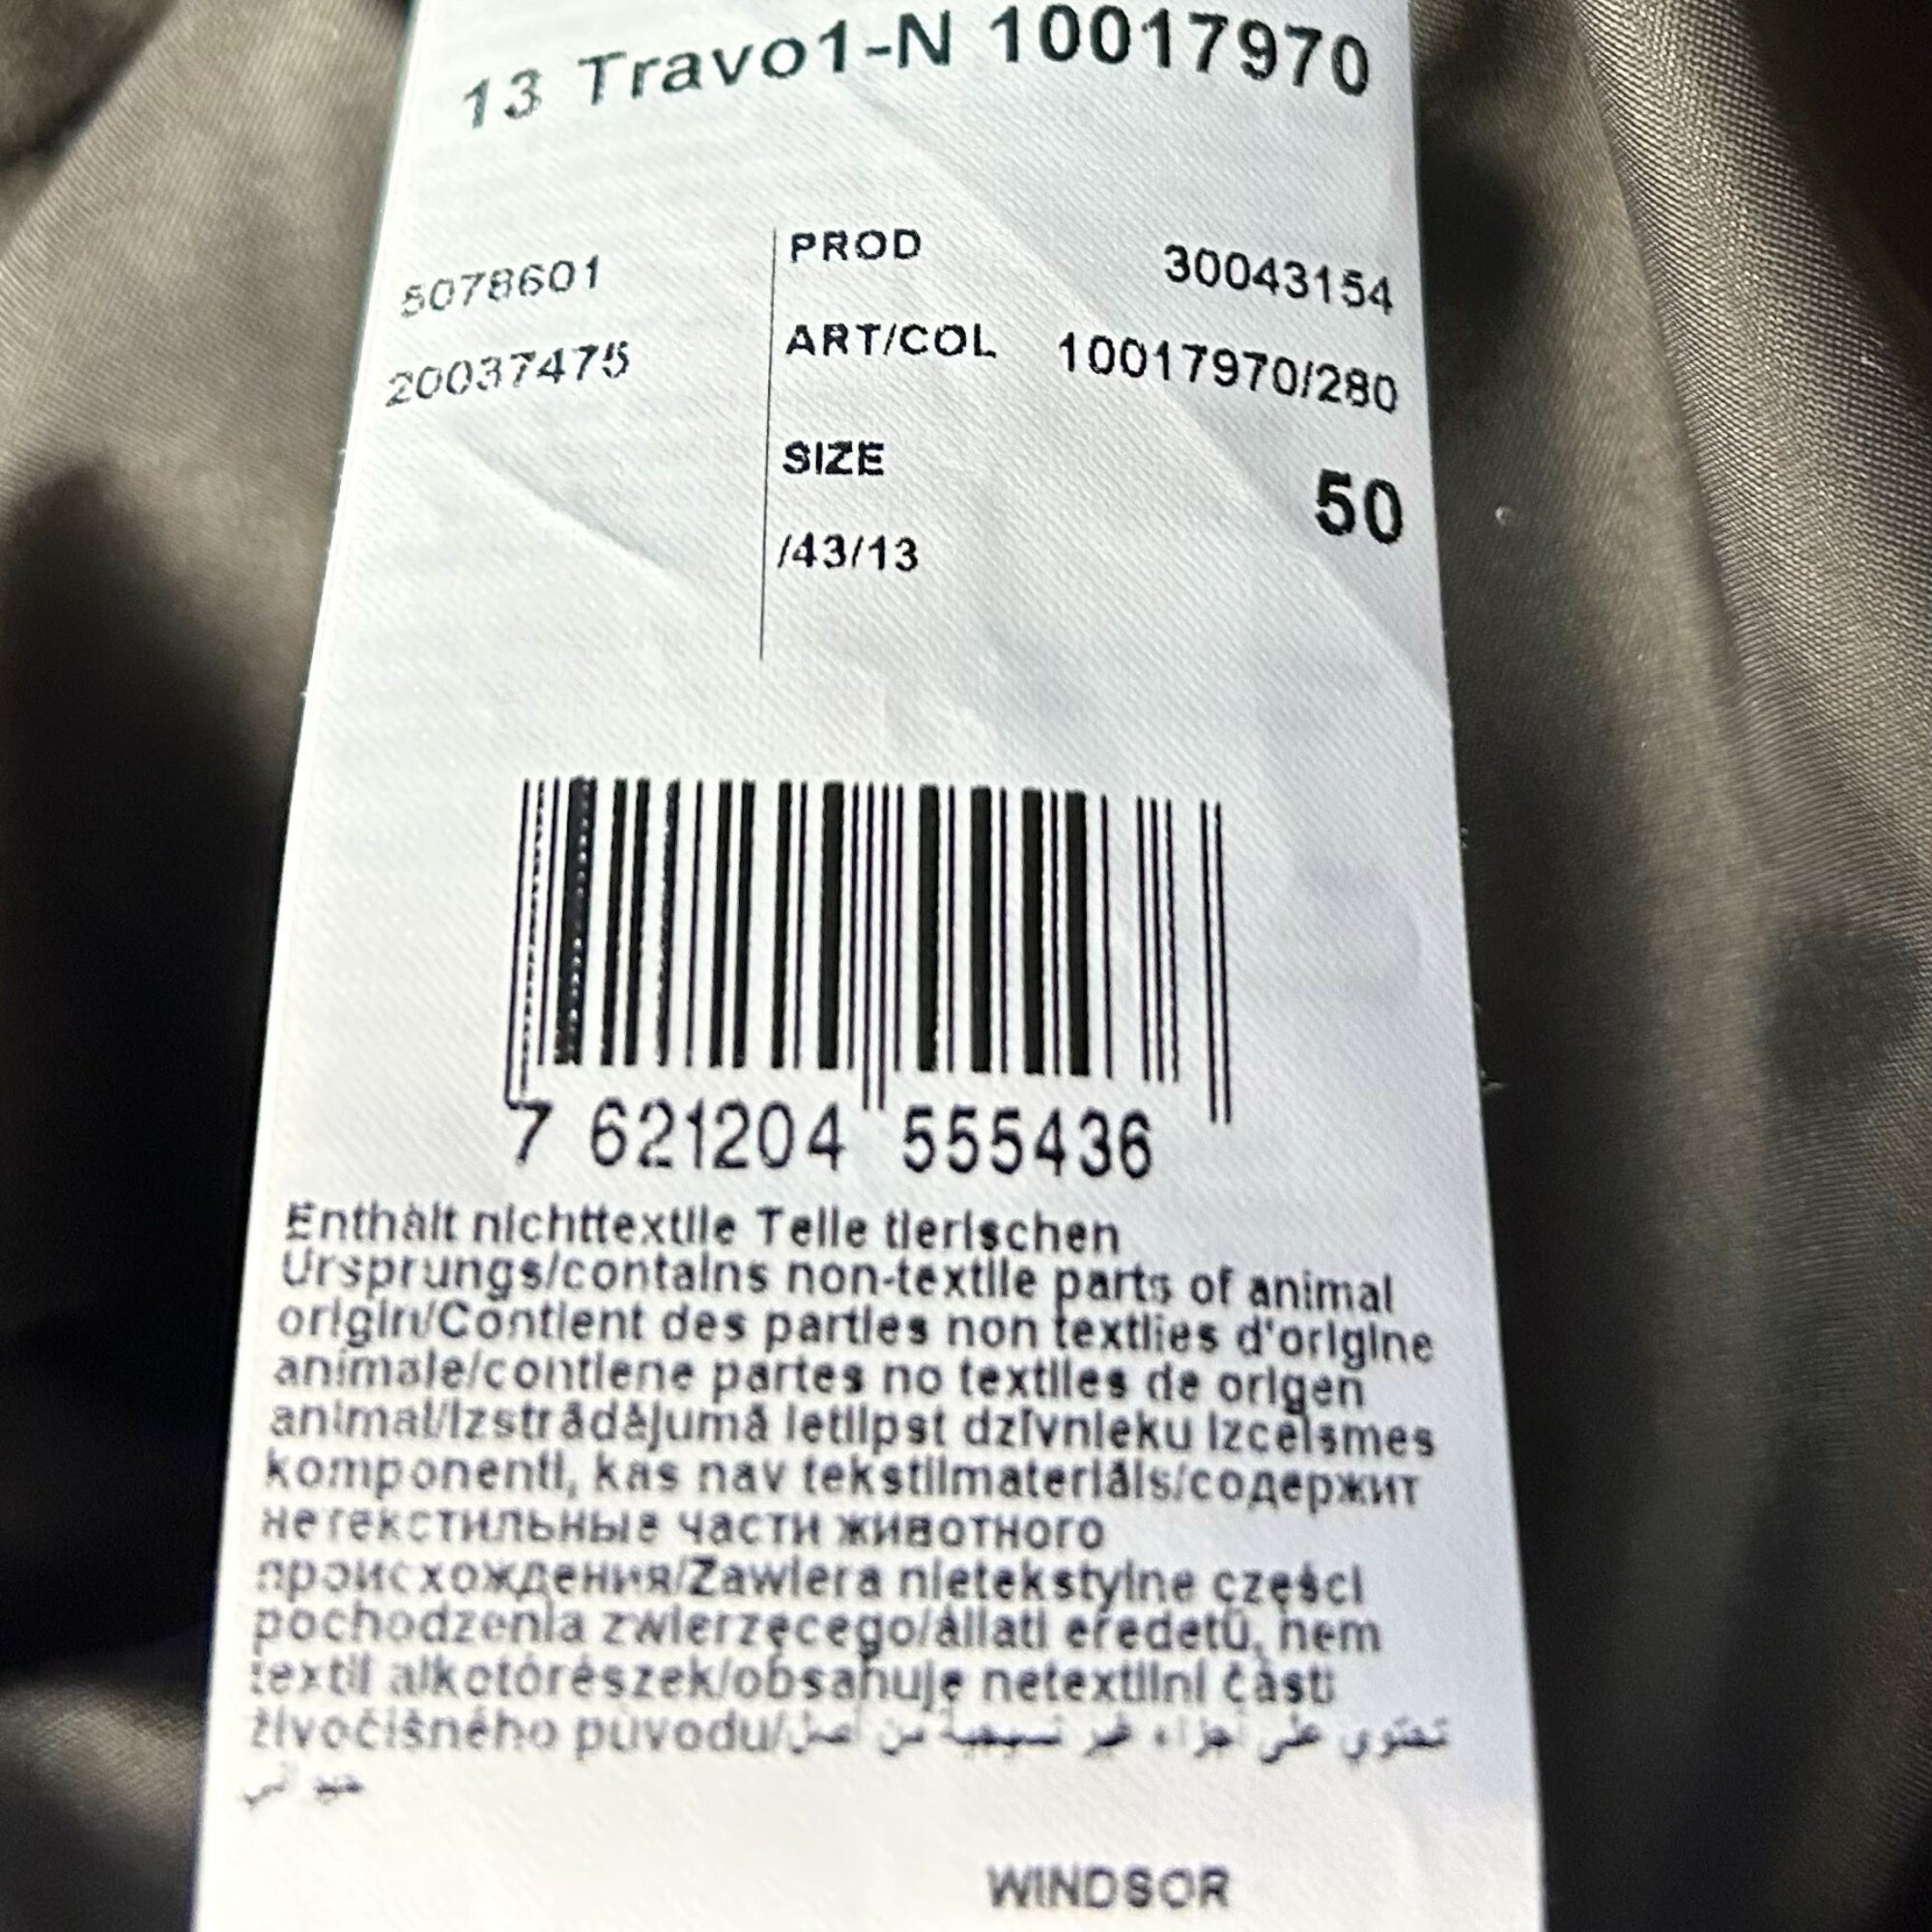 13 Travo1-N 10017970
5078601
20037475
PROD 30043154
ART/COL 10017970/280
SIZE 50
/43/13
7 621204 555436
Enthält nichttextile Teile tierischen
Ursprungs/contains non-textile parts of animal
origin/Contient des parties non textiles d'origine
animale/contiene partes no textiles de origen
animal/Izstrādājumā ietilpst dzīvnieku izcelsmes
komponenti, kas nav tekstilmateriāls/содержит
нетекстильные части животного
происхождения/Zawiera nietekstylne części
pochodzenia zwierzęcego/állati eredetű, nem
textil alkotórészek/obsahuje netextilní části
živočišného původu/تحتوي على أجزاء غير نسيجية من أصل
حيواني
WINDSOR